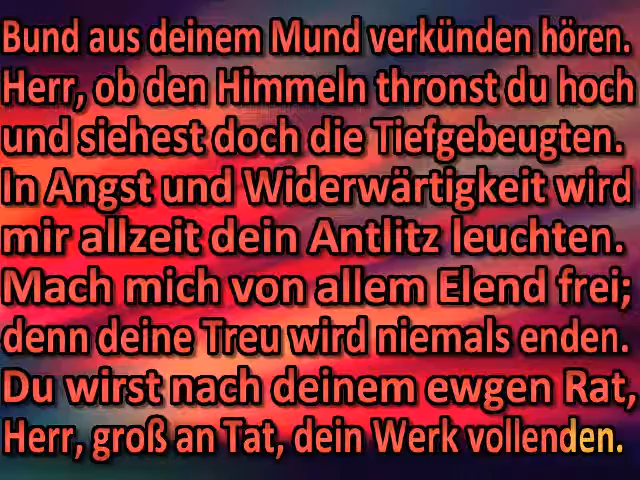 Bund aus deinem Mund verkünden hören.
Herr, ob den Himmeln thronst du hoch
und siehest doch die Tiefgebeugten.
In Angst und Widerwärtigkeit wird
mir allzeit dein Antlitz leuchten.
Mach mich von allem Elend frei;
denn deine Treu wird niemals enden.
Du wirst nach deinem ewgen Rat,
Herr, groß an Tat, dein Werk vollenden.